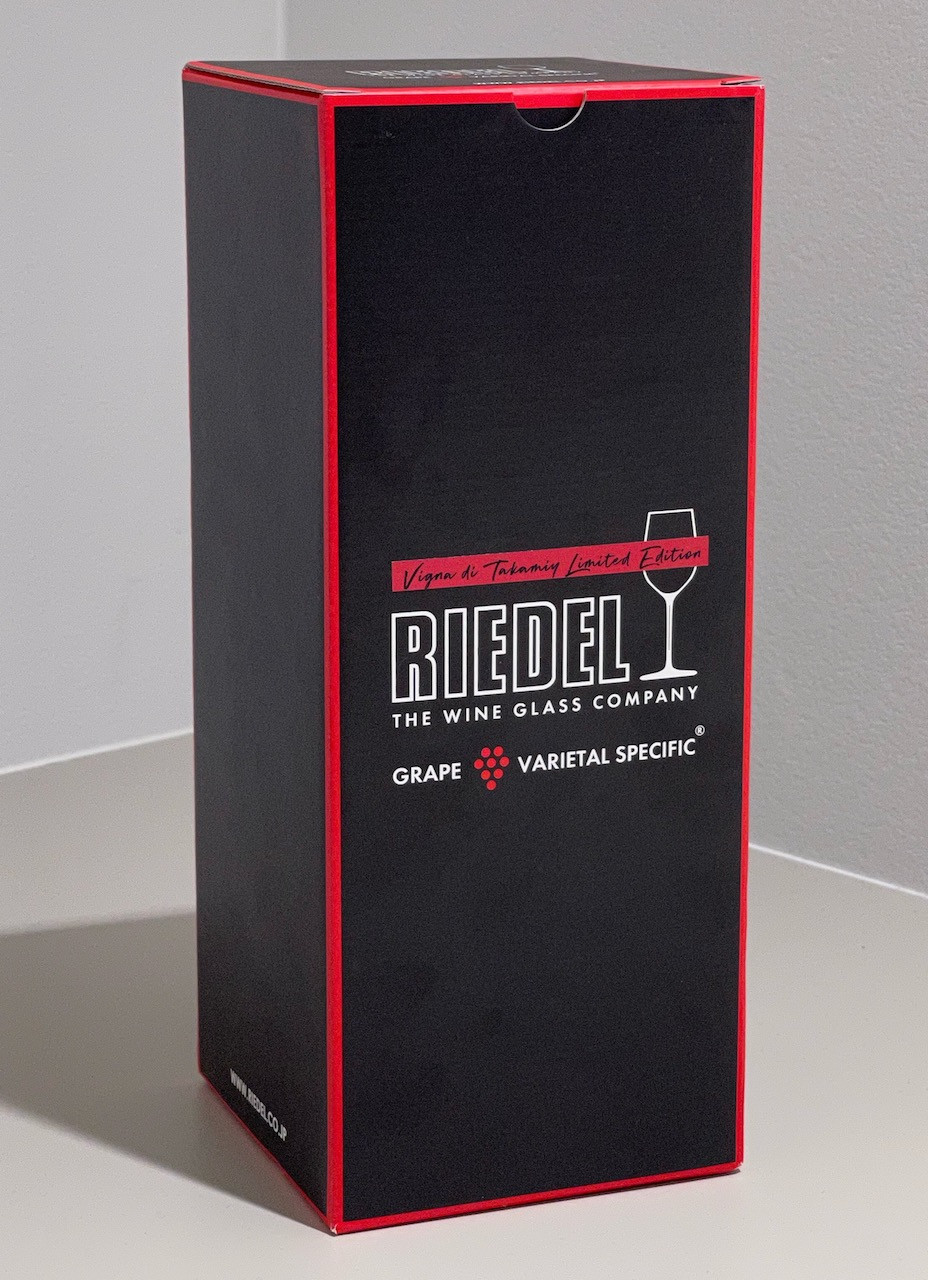 Vigna di Takamiy Limited Edition
RIEDEL
THE WINE GLASS COMPANY
GRAPE VARIETAL SPECIFIC®
WWW.RIEDEL.CO.JP